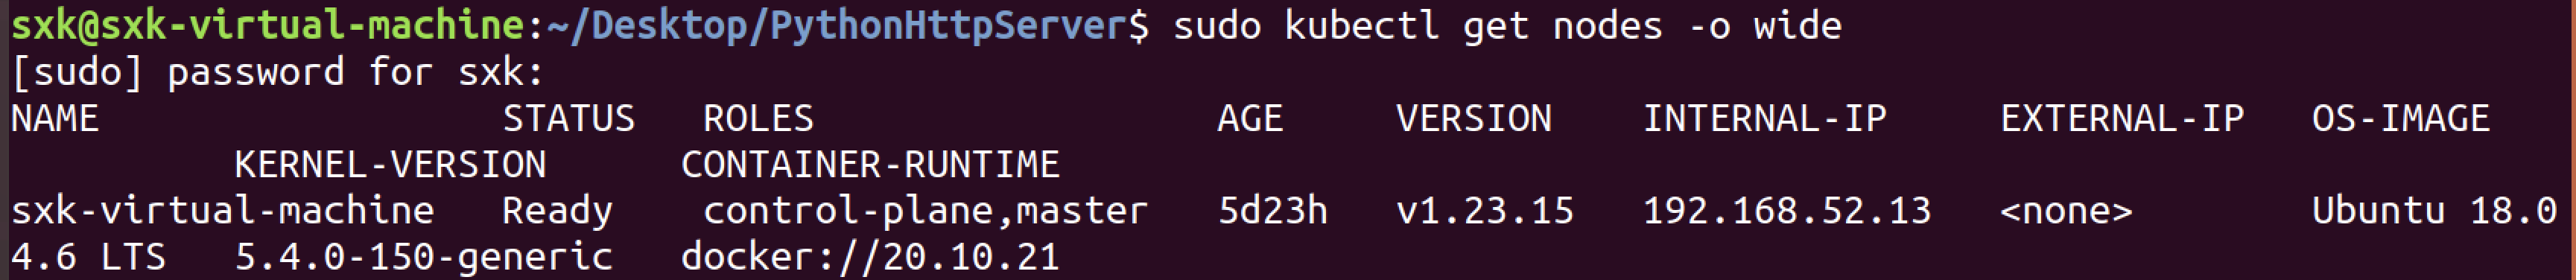 sxk@sxk-virtual-machine:~/Desktop/PythonHttpServer$ sudo kubectl get nodes -o wide
[sudo] password for sxk:
NAME                  STATUS   ROLES                  AGE     VERSION    INTERNAL-IP     EXTERNAL-IP   OS-IMAGE
          KERNEL-VERSION      CONTAINER-RUNTIME
sxk-virtual-machine   Ready    control-plane,master   5d23h   v1.23.15   192.168.52.13   <none>        Ubuntu 18.0
4.6 LTS   5.4.0-150-generic   docker://20.10.21